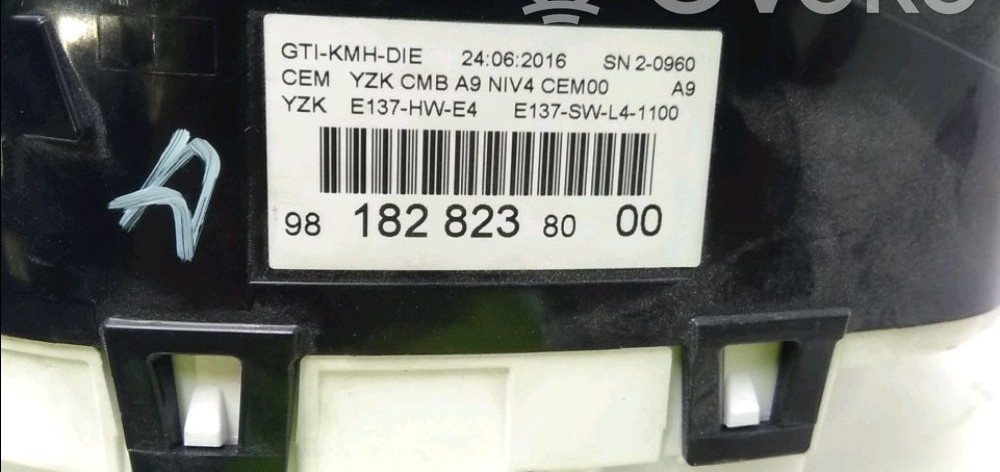 GTI-KMH-DIE 24:06:2016 SN 2-0960
CEM YZK CMB A9 NIV4 CEM00 A9
YZK E137-HW-E4 E137-SW-L4-1100
98 182 823 80 00
A